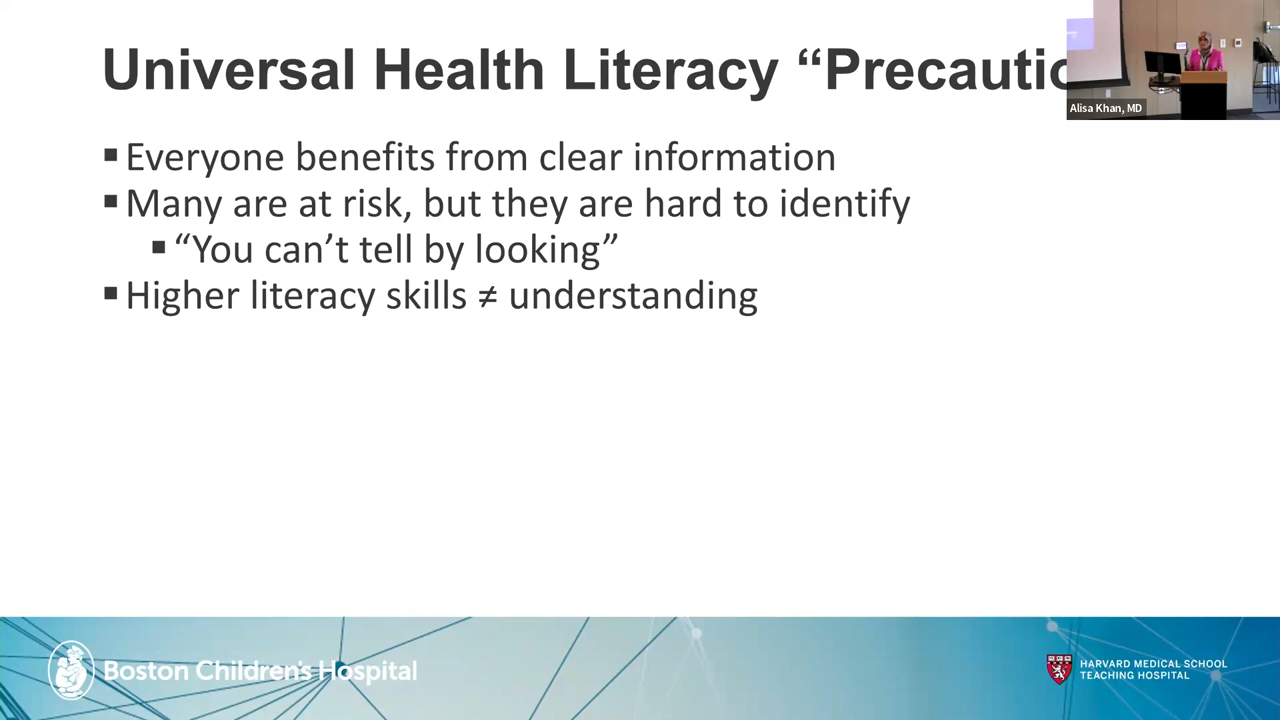 Universal Health Literacy “Precautio
Alisa Khan, MD
▪Everyone benefits from clear information
▪Many are at risk, but they are hard to identify
▪“You can’t tell by looking”
▪Higher literacy skills ≠ understanding
Boston Children's Hospital
HARVARD MEDICAL SCHOOL
TEACHING HOSPITAL